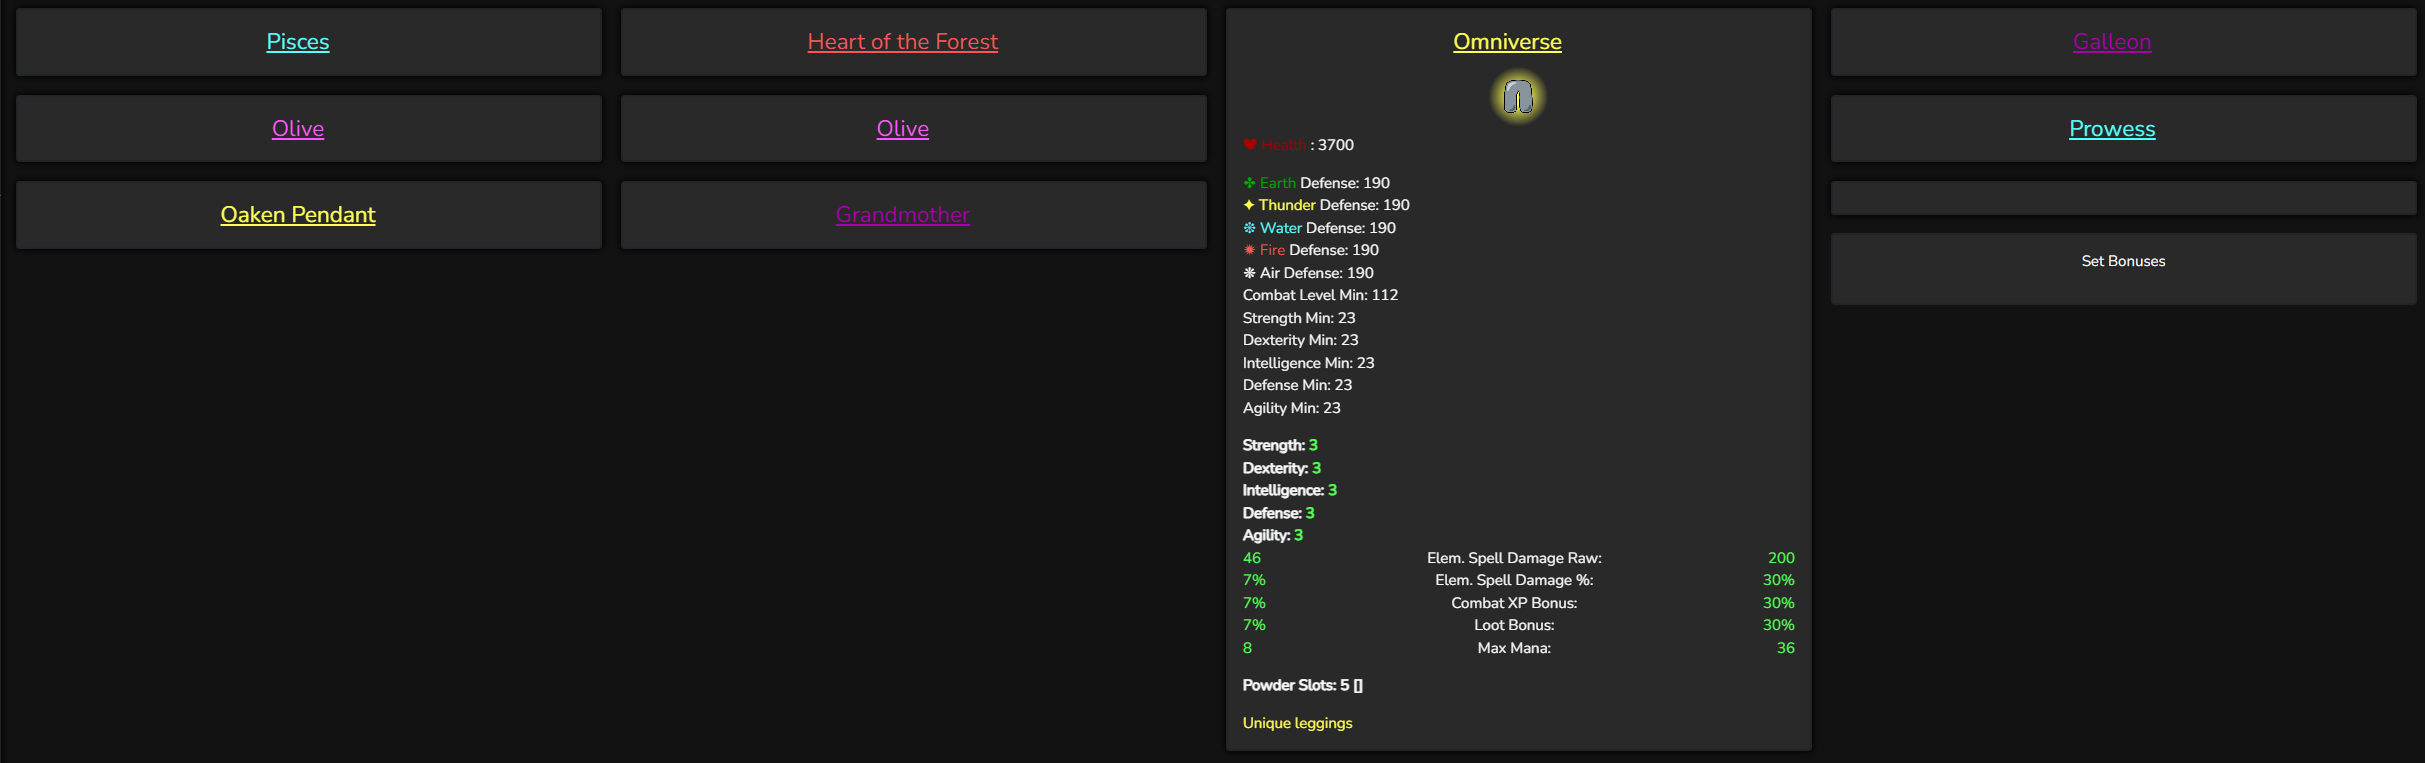 Pisces
Heart of the Forest
Omniverse
Galleon
Olive
Olive
Prowess
Oaken Pendant
Grandmother
Set Bonuses
❤ Health : 3700
✤ Earth Defense: 190
✦ Thunder Defense: 190
❉ Water Defense: 190
✹ Fire Defense: 190
❋ Air Defense: 190
Combat Level Min: 112
Strength Min: 23
Dexterity Min: 23
Intelligence Min: 23
Defense Min: 23
Agility Min: 23
Strength: 3
Dexterity: 3
Intelligence: 3
Defense: 3
Agility: 3
46 Elem. Spell Damage Raw: 200
7% Elem. Spell Damage %: 30%
7% Combat XP Bonus: 30%
7% Loot Bonus: 30%
8 Max Mana: 36
Powder Slots: 5 []
Unique leggings